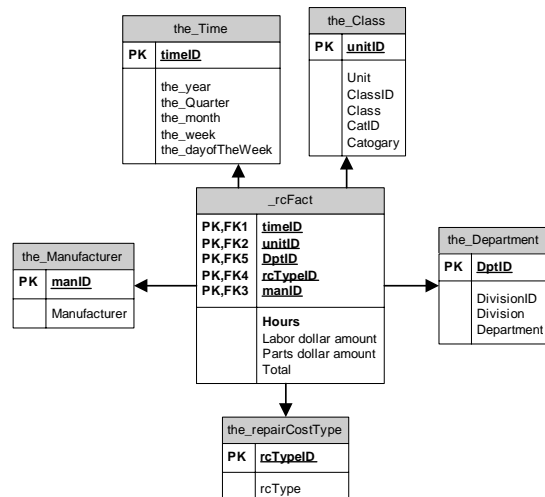 the_Time
PK timeID
the_year
the_Quarter
the_month
the_week
the_dayofTheWeek
the_Class
PK unitID
Unit
ClassID
Class
CatID
Catogary
_rcFact
PK,FK1 timeID
PK,FK2 unitID
PK,FK5 DptID
PK,FK4 rcTypeID
PK,FK3 manID
Hours
Labor dollar amount
Parts dollar amount
Total
the_Manufacturer
PK manID
Manufacturer
the_Department
PK DptID
DivisionID
Division
Department
the_repairCostType
PK rcTypeID
rcType